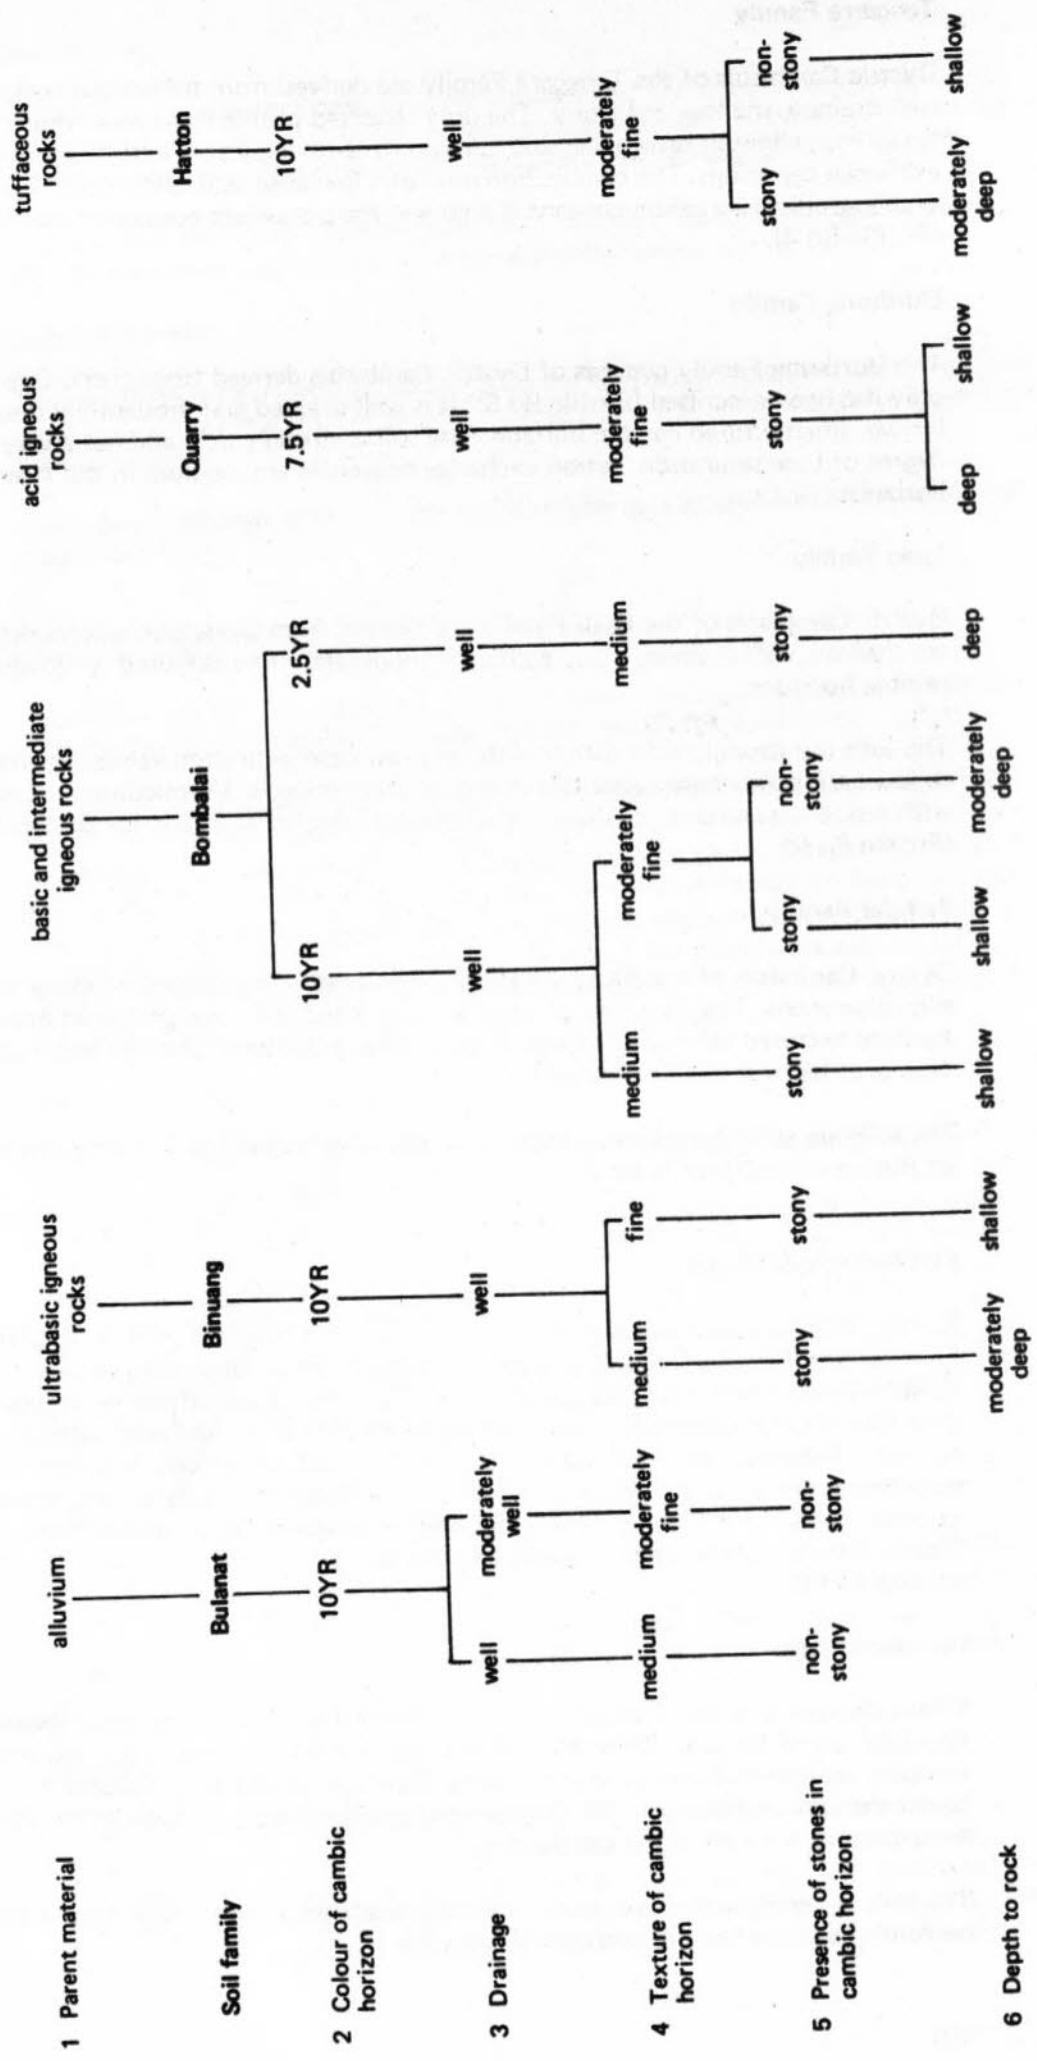 1 Parent material
alluvium
ultrabasic igneous
rocks
basic and intermediate
igneous rocks
acid igneous
rocks
tuffaceous
rocks
Soil family
Bulanat
Binuang
Bombalai
Quarry
Hatton
2 Colour of cambic
horizon
10YR
10YR
10YR
2.5YR
7.5YR
10YR
3 Drainage
well
moderately
well
well
well
well
well
well
4 Texture of cambic
horizon
medium
moderately
fine
medium
fine
medium
moderately
fine
medium
moderately
fine
moderately
fine
5 Presence of stones in
cambic horizon
non-
stony
non-
stony
stony
stony
stony
stony
non-
stony
stony
stony
stony
non-
stony
6 Depth to rock
moderately
deep
shallow
shallow
shallow
moderately
deep
deep
deep
shallow
moderately
deep
shallow